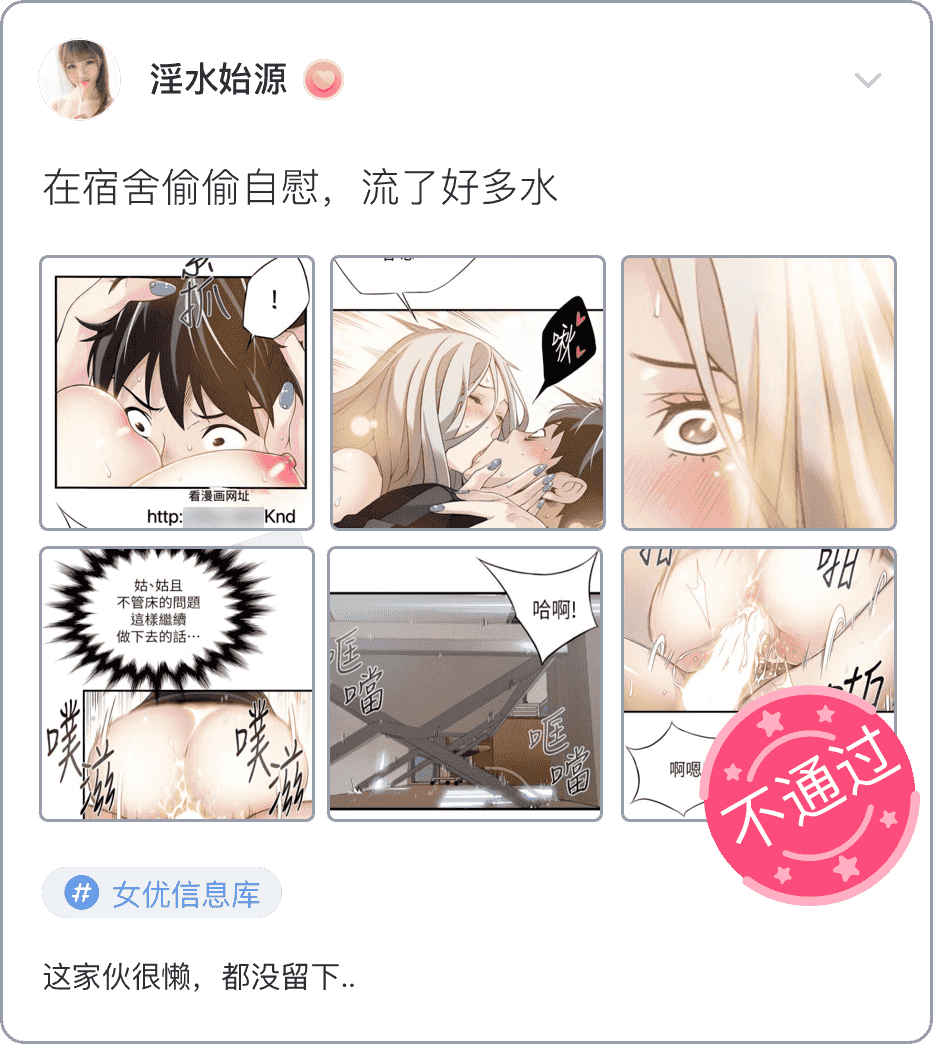 淫水始源
在宿舍偷偷自慰，流了好多水
抓
！
看漫画网址
http:
Knd
啾
姑、姑且
不管床的問題
這樣繼續
做下去的話…
噗
滋
噗
滋
哈啊!
哐
噹
哐
噹
啪
啊嗯
不通过
# 女优信息库
这家伙很懒，都没留下..